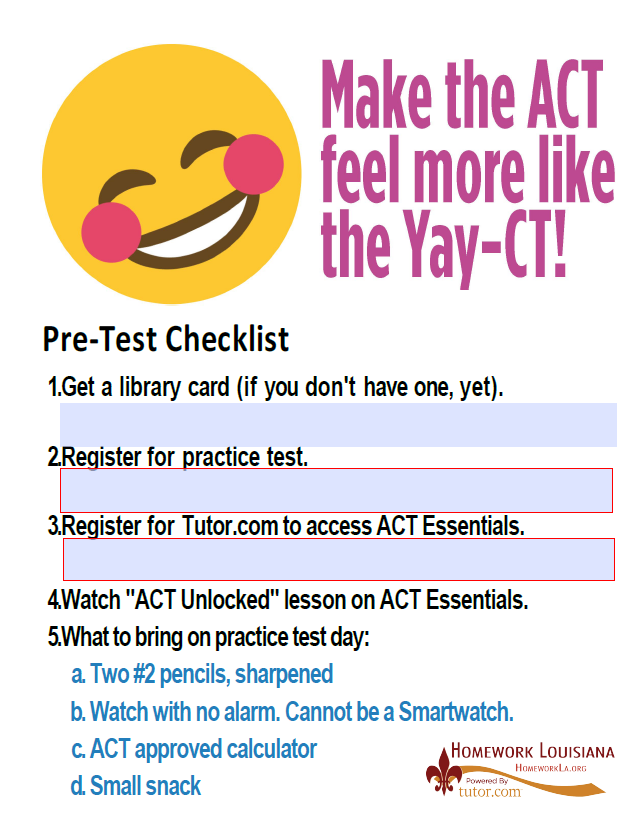 Make the ACT
feel more like
the Yay-CT!
Pre-Test Checklist
1.Get a library card (if you don't have one, yet).
2.Register for practice test.
3.Register for Tutor.com to access ACT Essentials.
4.Watch "ACT Unlocked" lesson on ACT Essentials.
5.What to bring on practice test day:
a. Two #2 pencils, sharpened
b. Watch with no alarm. Cannot be a Smartwatch.
c. ACT approved calculator
d. Small snack
HOMEWORK LOUISIANA
HOMEWORKLA.ORG
Powered By
tutor.com